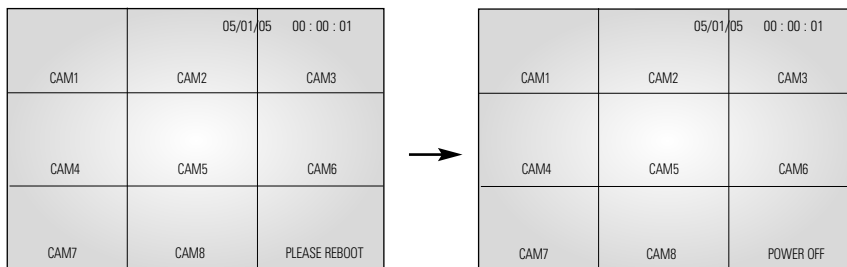 05/01/05 00 : 00 : 01
CAM1 CAM2 CAM3
CAM4 CAM5 CAM6
CAM7 CAM8 PLEASE REBOOT
05/01/05 00 : 00 : 01
CAM1 CAM2 CAM3
CAM4 CAM5 CAM6
CAM7 CAM8 POWER OFF